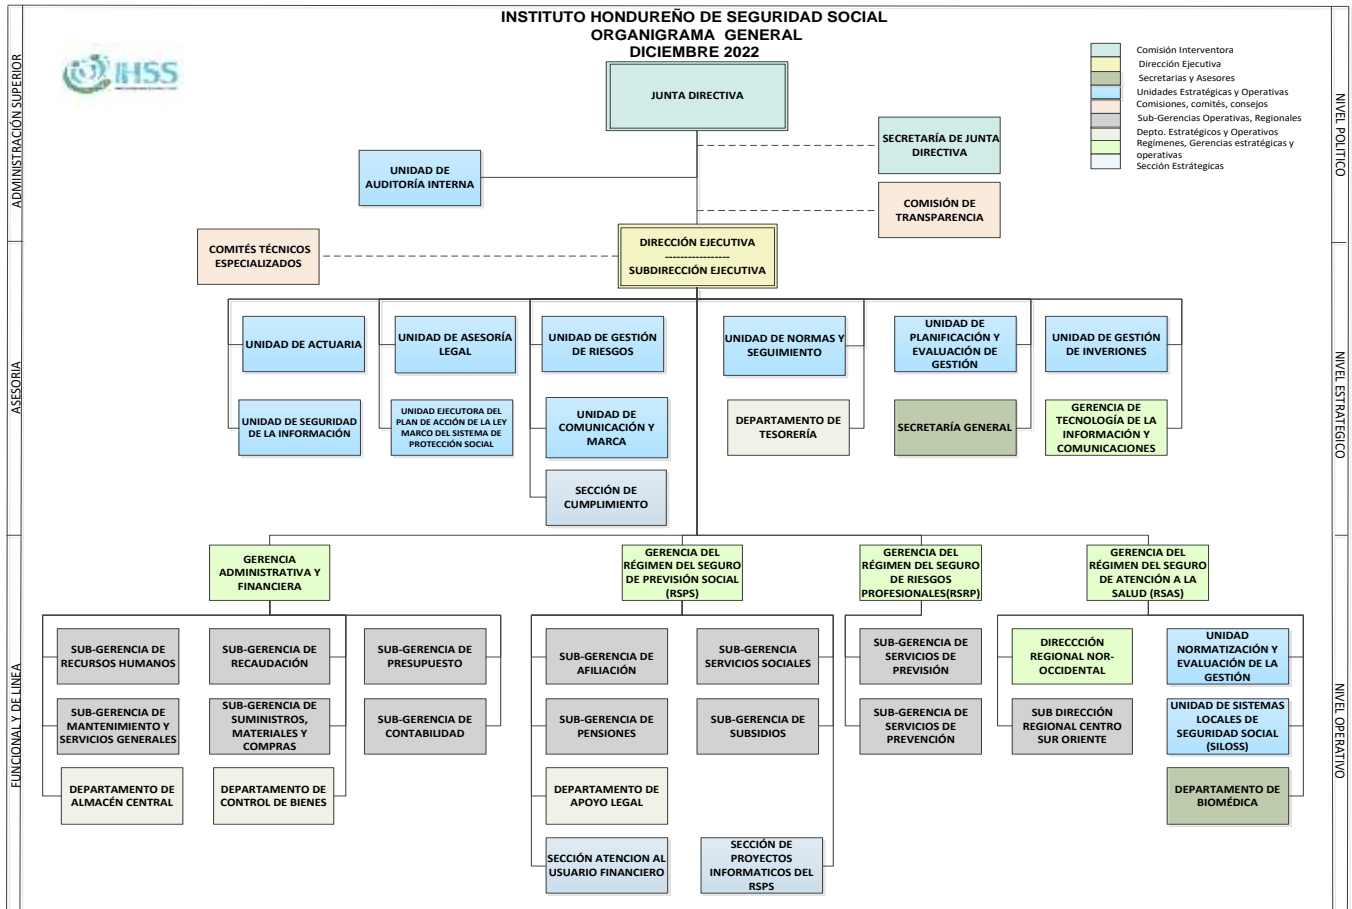 INSTITUTO HONDUREÑO DE SEGURIDAD SOCIAL
ORGANIGRAMA GENERAL
DICIEMBRE 2022
IHSS
Comisión Interventora
Dirección Ejecutiva
Secretarias y Asesores
Unidades Estratégicas y Operativas
Comisiones, comités, consejos
Sub-Gerencias Operativas, Regionales
Depto. Estratégicos y Operativos
Regímenes, Gerencias estratégicas y
operativas
Sección Estrátegicas
ADMINISTRACIÓN SUPERIOR
NIVEL POLITICO
JUNTA DIRECTIVA
SECRETARÍA DE JUNTA
DIRECTIVA
UNIDAD DE
AUDITORÍA INTERNA
COMISIÓN DE
TRANSPARENCIA
COMITÉS TÉCNICOS
ESPECIALIZADOS
DIRECCIÓN EJECUTIVA
-----------------
SUBDIRECCIÓN EJECUTIVA
ASESORIA
NIVEL ESTRATEGICO
UNIDAD DE ACTUARIA
UNIDAD DE ASESORÍA
LEGAL
UNIDAD DE GESTIÓN
DE RIESGOS
UNIDAD DE NORMAS Y
SEGUIMIENTO
UNIDAD DE
PLANIFICACIÓN Y
EVALUACIÓN DE
GESTIÓN
UNIDAD DE GESTIÓN
DE INVERIONES
UNIDAD DE SEGURIDAD
DE LA INFORMACIÓN
UNIDAD EJECUTORA DEL
PLAN DE ACCIÓN DE LA LEY
MARCO DEL SISTEMA DE
PROTECCIÓN SOCIAL
UNIDAD DE
COMUNICACIÓN Y
MARCA
DEPARTAMENTO DE
TESORERÍA
SECRETARÍA GENERAL
GERENCIA DE
TECNOLOGÍA DE LA
INFORMACIÓN Y
COMUNICACIONES
SECCIÓN DE
CUMPLIMIENTO
FUNCIONAL Y DE LINEA
NIVEL OPERATIVO
GERENCIA
ADMINISTRATIVA Y
FINANCIERA
GERENCIA DEL
RÉGIMEN DEL SEGURO
DE PREVISIÓN SOCIAL
(RSPS)
GERENCIA DEL
RÉGIMEN DEL SEGURO
DE RIESGOS
PROFESIONALES(RSRP)
GERENCIA DEL
RÉGIMEN DEL SEGURO
DE ATENCIÓN A LA
SALUD (RSAS)
SUB-GERENCIA DE
RECURSOS HUMANOS
SUB-GERENCIA DE
RECAUDACIÓN
SUB-GERENCIA DE
PRESUPUESTO
SUB-GERENCIA DE
AFILIACIÓN
SUB-GERENCIA
SERVICIOS SOCIALES
SUB-GERENCIA DE
SERVICIOS DE
PREVISIÓN
DIRECCCIÓN
REGIONAL NOR-
OCCIDENTAL
UNIDAD
NORMATIZACIÓN Y
EVALUACIÓN DE LA
GESTIÓN
SUB-GERENCIA DE
MANTENIMIENTO Y
SERVICIOS GENERALES
SUB-GERENCIA DE
SUMINISTROS,
MATERIALES Y
COMPRAS
SUB-GERENCIA DE
CONTABILIDAD
SUB-GERENCIA DE
PENSIONES
SUB-GERENCIA DE
SUBSIDIOS
SUB-GERENCIA DE
SERVICIOS DE
PREVENCIÓN
SUB DIRECCIÓN
REGIONAL CENTRO
SUR ORIENTE
UNIDAD DE SISTEMAS
LOCALES DE
SEGURIDAD SOCIAL
(SILOSS)
DEPARTAMENTO DE
ALMACÉN CENTRAL
DEPARTAMENTO DE
CONTROL DE BIENES
DEPARTAMENTO DE
APOYO LEGAL
DEPARTAMENTO DE
BIOMÉDICA
SECCIÓN ATENCION AL
USUARIO FINANCIERO
SECCIÓN DE
PROYECTOS
INFORMATICOS DEL
RSPS